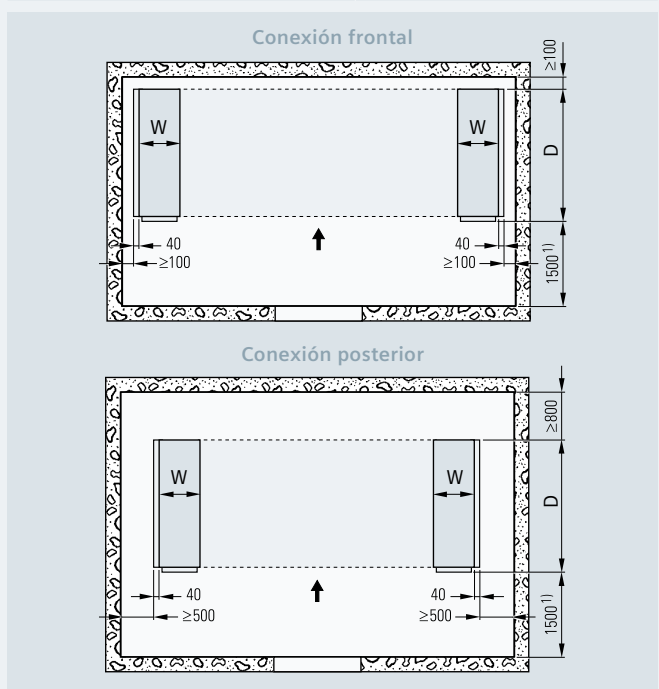 Conexión frontal
≥100
W
W
D
40
40
≥100
≥100
1500 1)
Conexión posterior
≥800
W
W
D
40
40
≥500
≥500
1500 1)